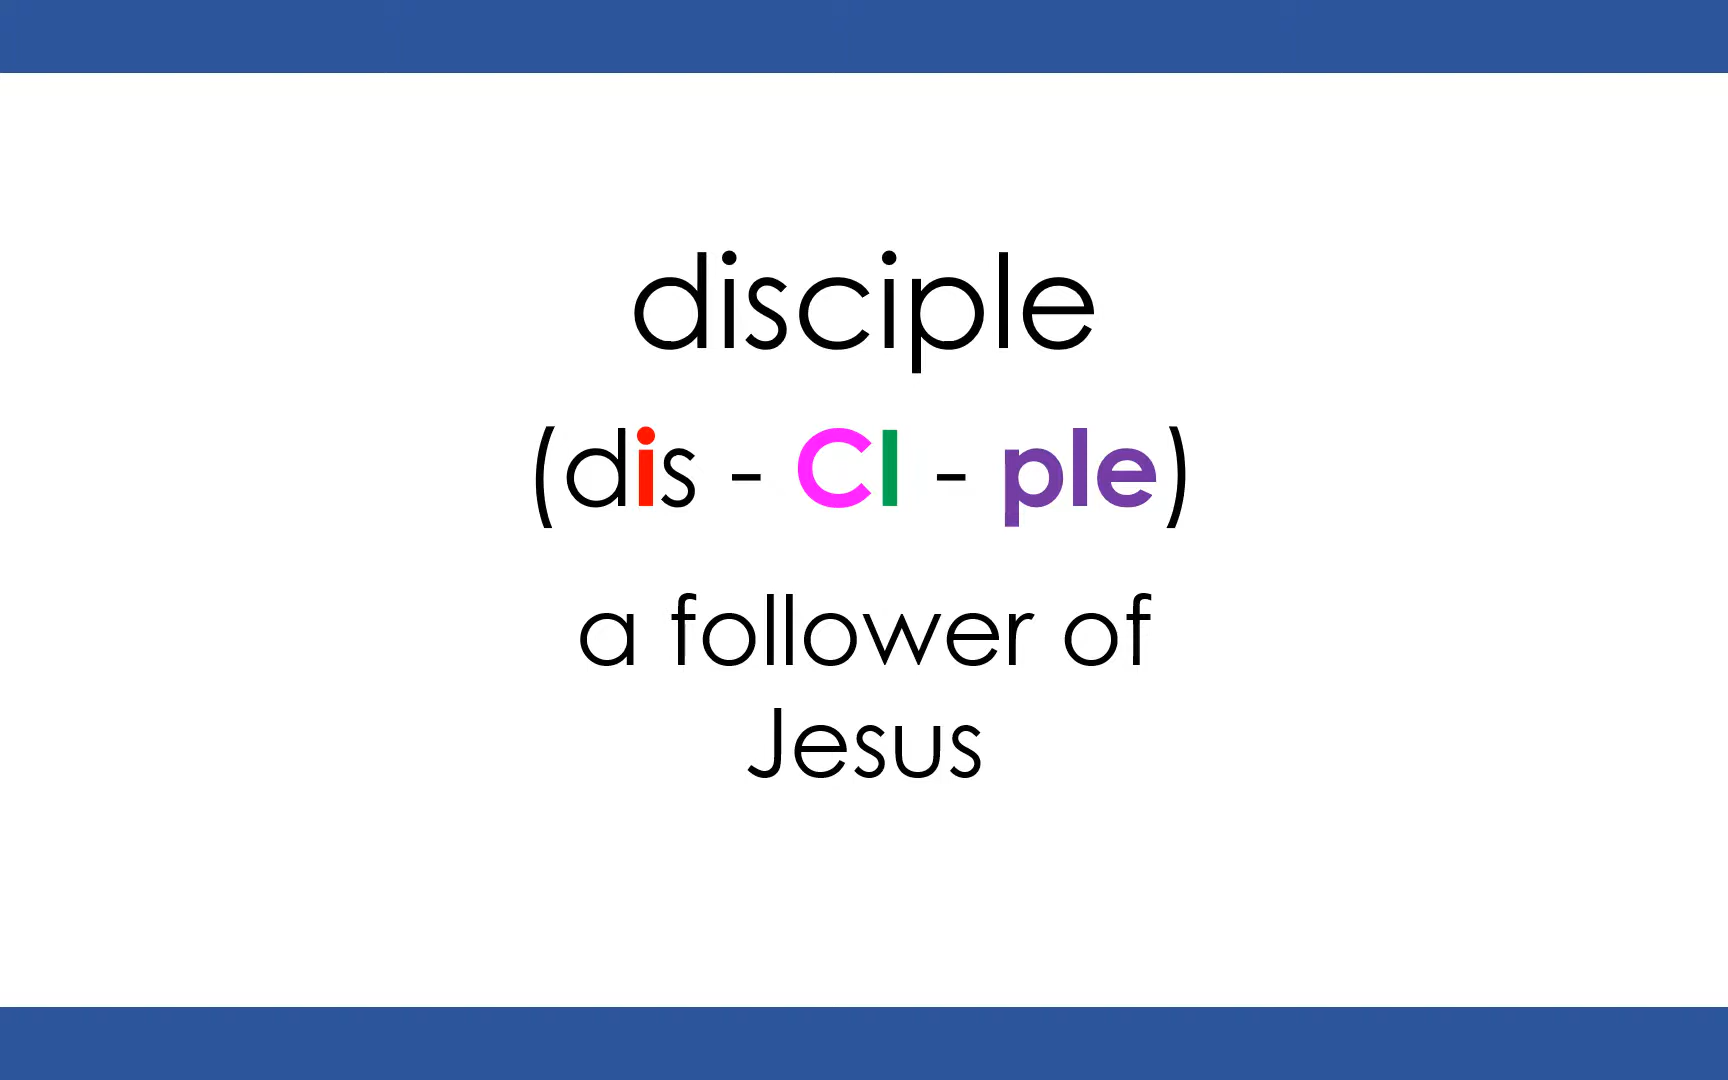 disciple
(dis - CI - ple)
a follower of
Jesus